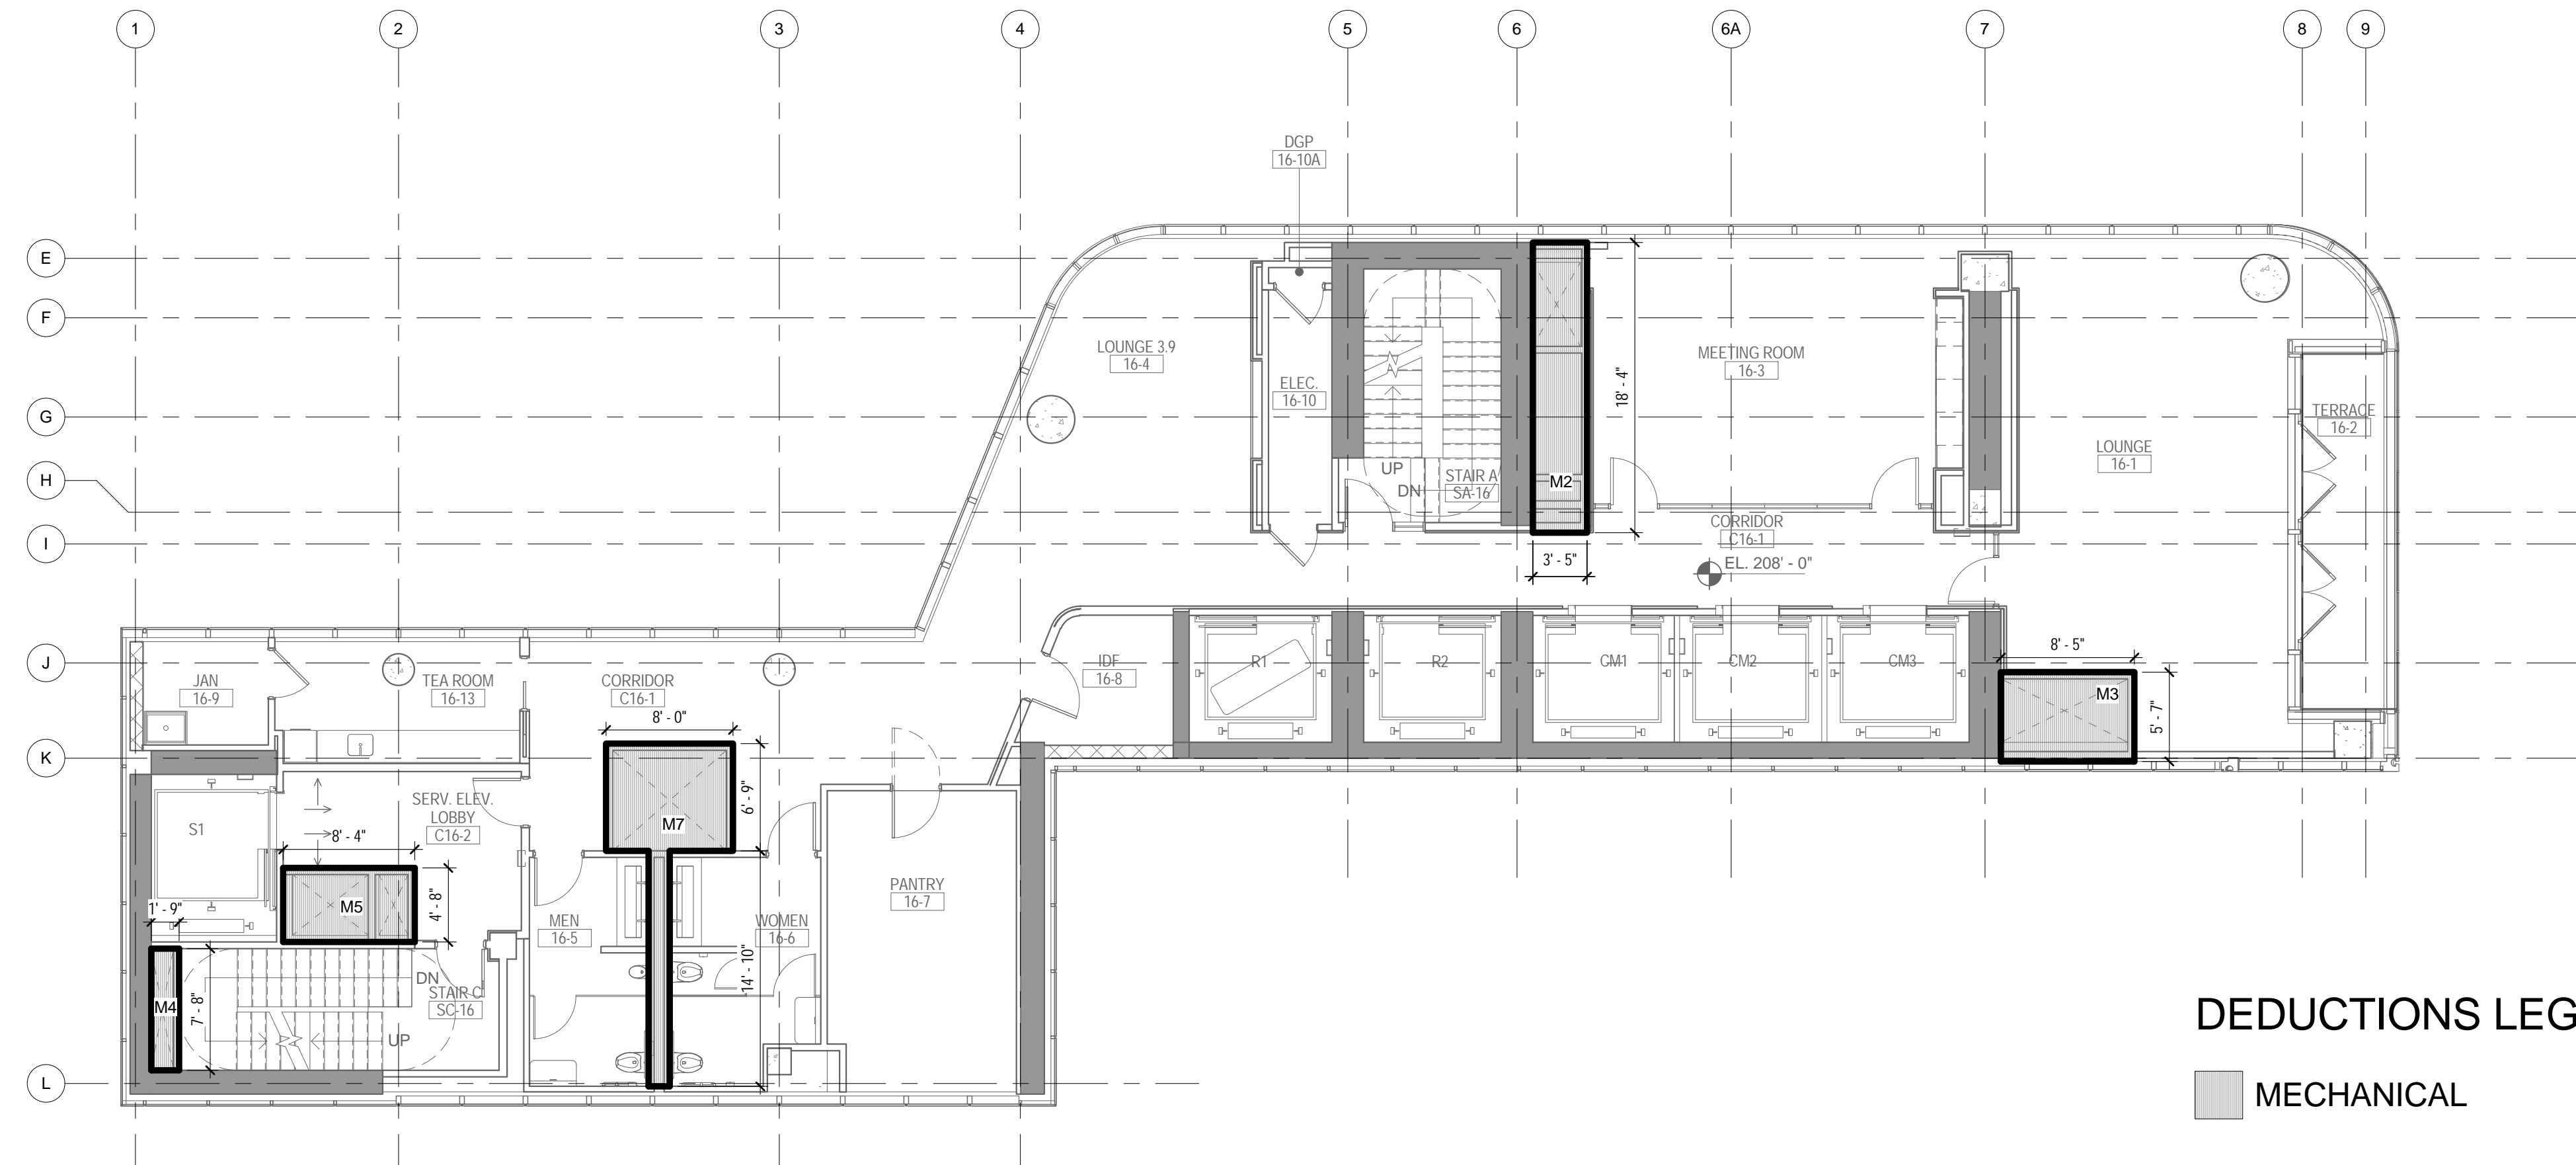 1
2
3
4
5
6
6A
7
8
9
E
F
G
H
I
J
K
L
DGP
16-10A
LOUNGE 3.9
16-4
ELEC.
16-10
UP
DN
STAIR A
SA-16
M2
18' - 4"
3' - 5"
MEETING ROOM
16-3
CORRIDOR
C16-1
EL. 208' - 0"
LOUNGE
16-1
TERRACE
16-2
JAN
16-9
TEA ROOM
16-13
CORRIDOR
C16-1
8' - 0"
IDF
16-8
R1
R2
CM1
CM2
CM3
8' - 5"
M3
5' - 7"
S1
SERV. ELEV.
LOBBY
C16-2
8' - 4"
M5
4' - 8"
1' - 9"
M4
7' - 8"
DN
STAIR C
SC-16
UP
M7
6' - 9"
MEN
16-5
WOMEN
16-6
14' - 10"
PANTRY
16-7
DEDUCTIONS LEG
MECHANICAL